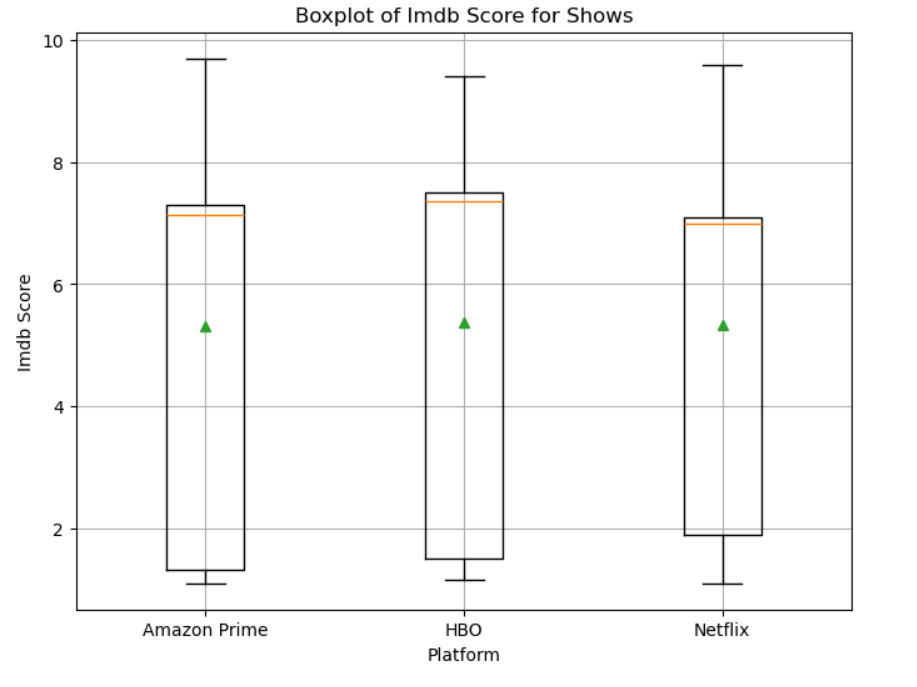 Boxplot of Imdb Score for Shows
10
8
6
4
2
Imdb Score
Amazon Prime
HBO
Netflix
Platform